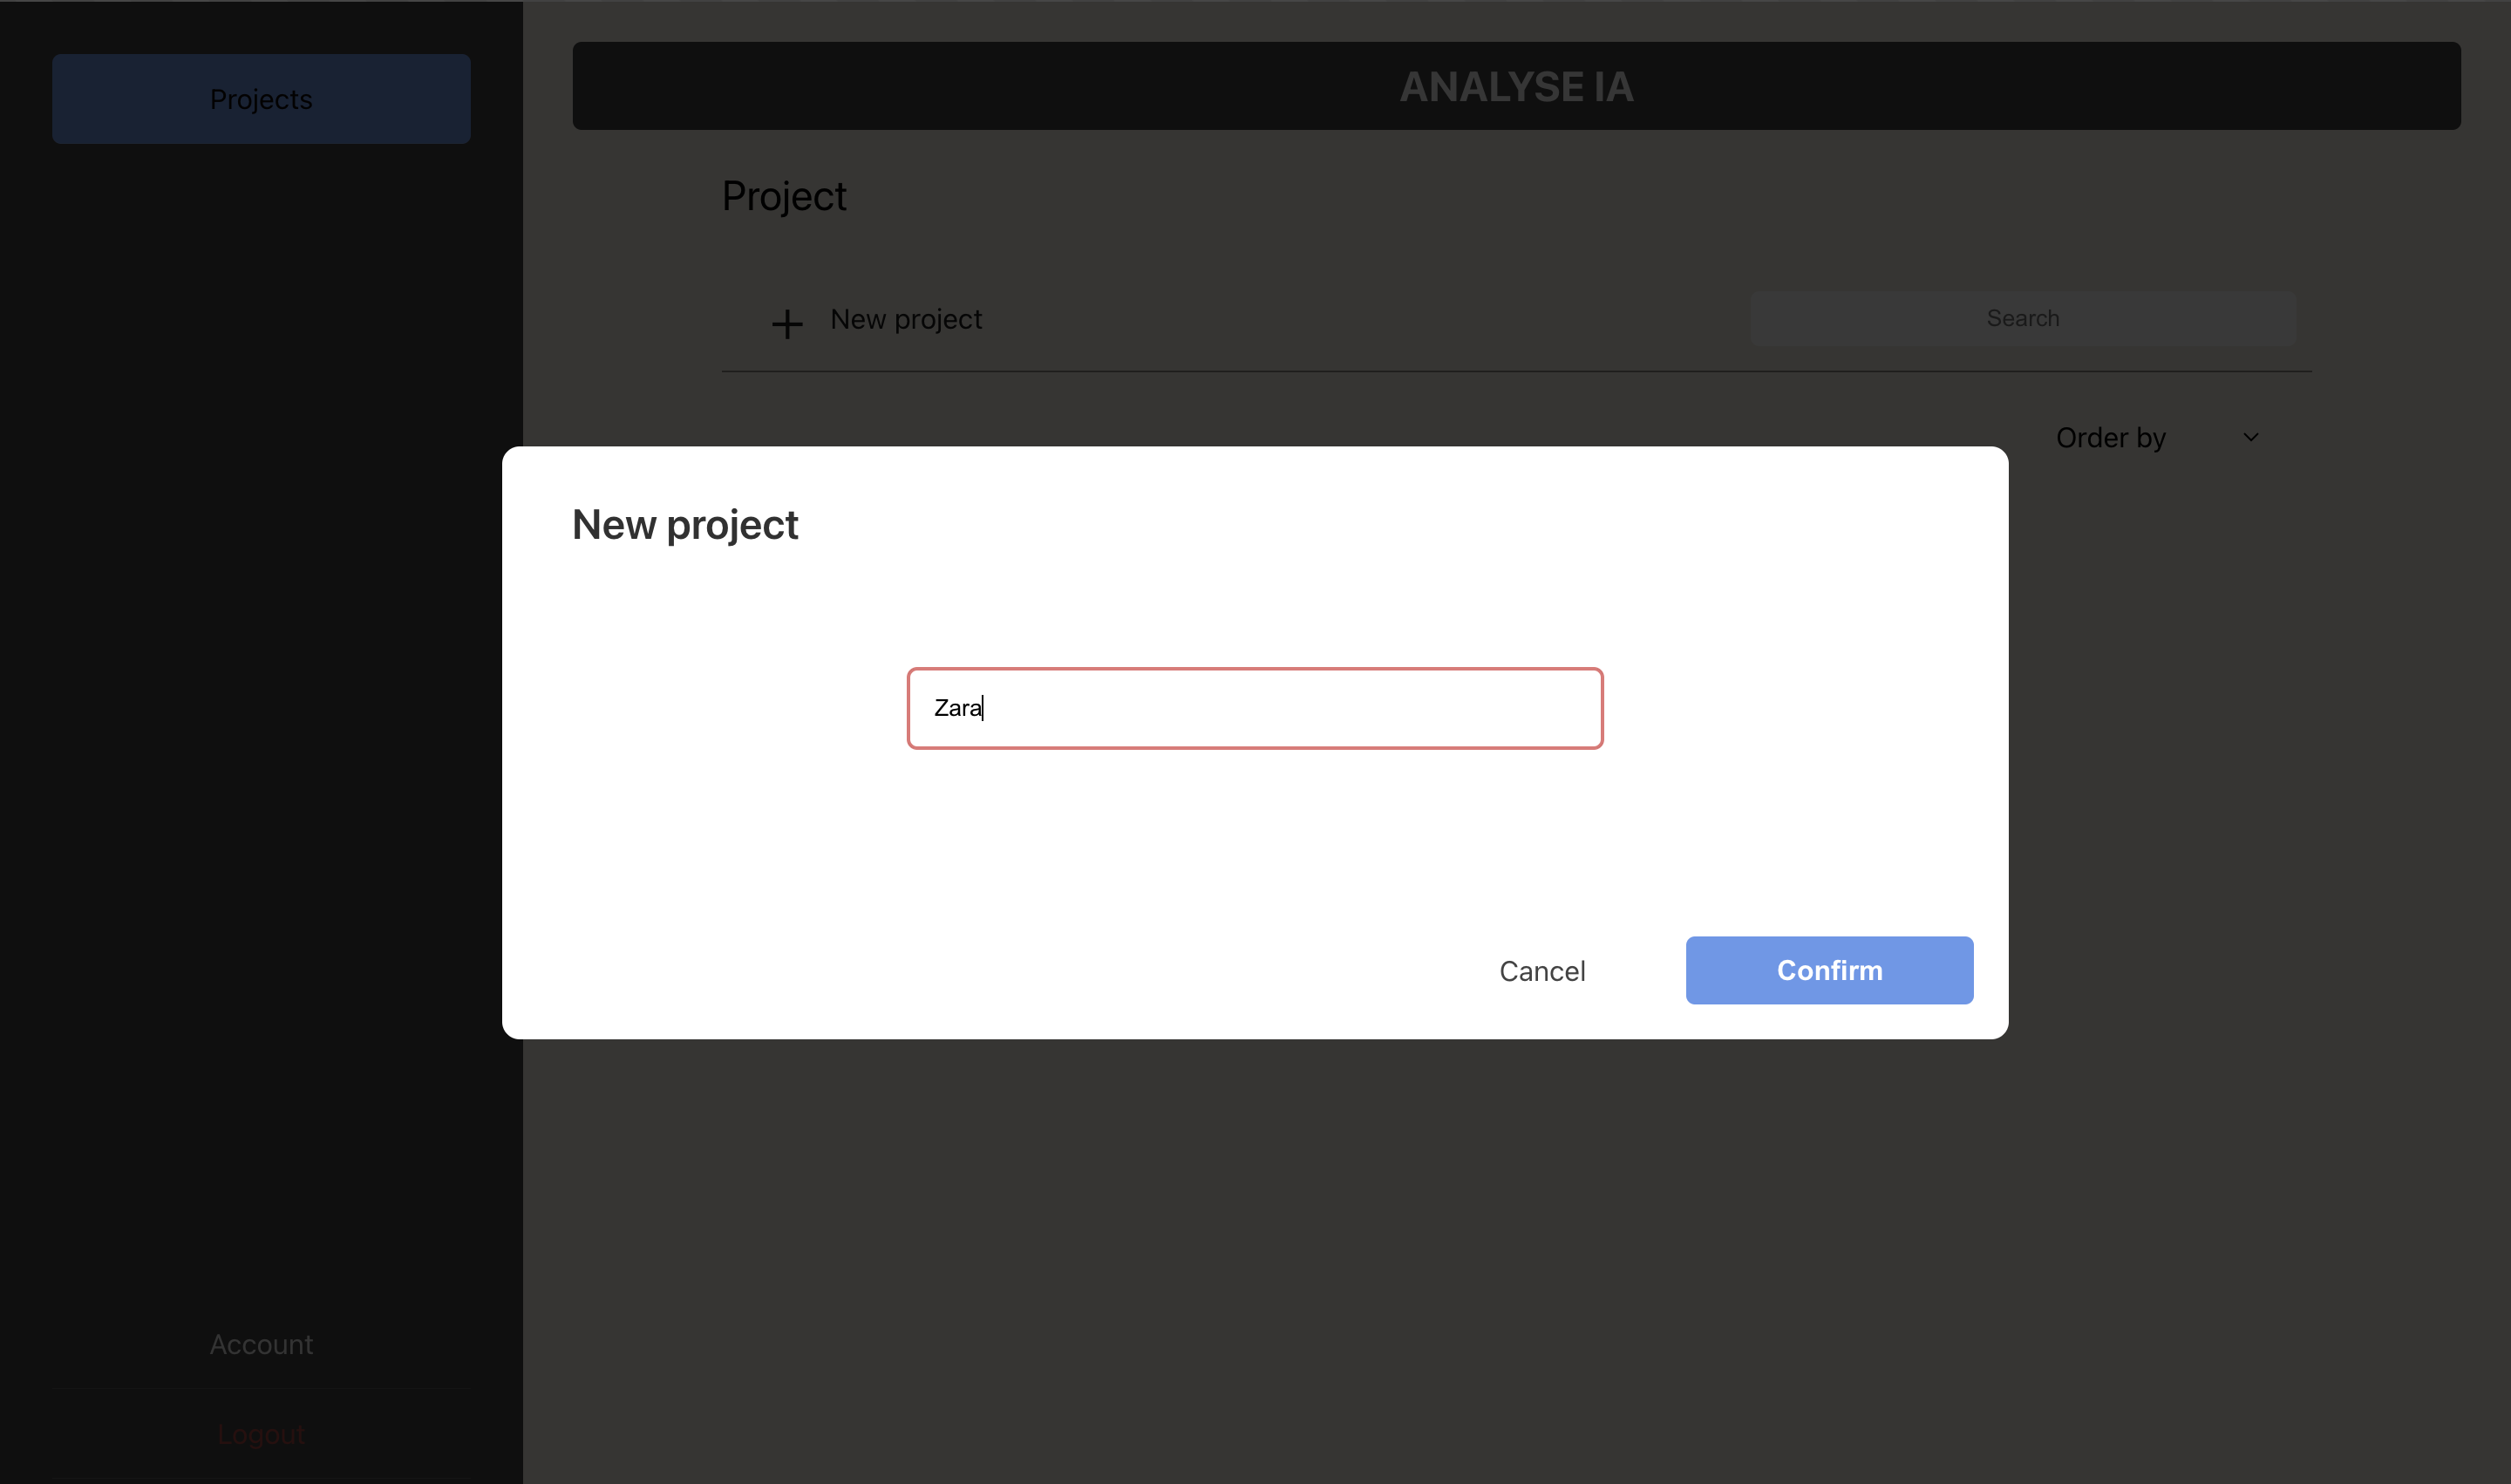 Projects
ANALYSE IA
Project
New project
Search
Order by
New project
Zara
Cancel
Confirm
Account
Logout